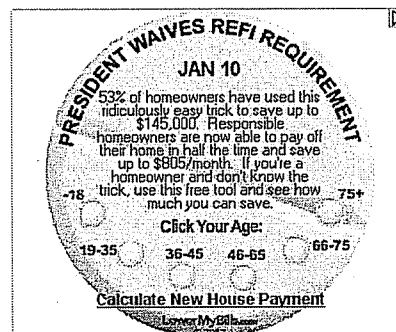 PRESIDENT WAIVES REFI REQUIREMENT
JAN 10
53% of homeowners have used this
ridiculously easy trick to save up to
$145,000. Responsible
homeowners are now able to pay off
their home in half the time and save
up to $805/month. If you're a
homeowner and don't know the
trick, use this free tool and see how
much you can save.
Click Your Age:
-18 75+
19-35 36-45 46-65 66-75
Calculate New House Payment
LowerMyBills.com